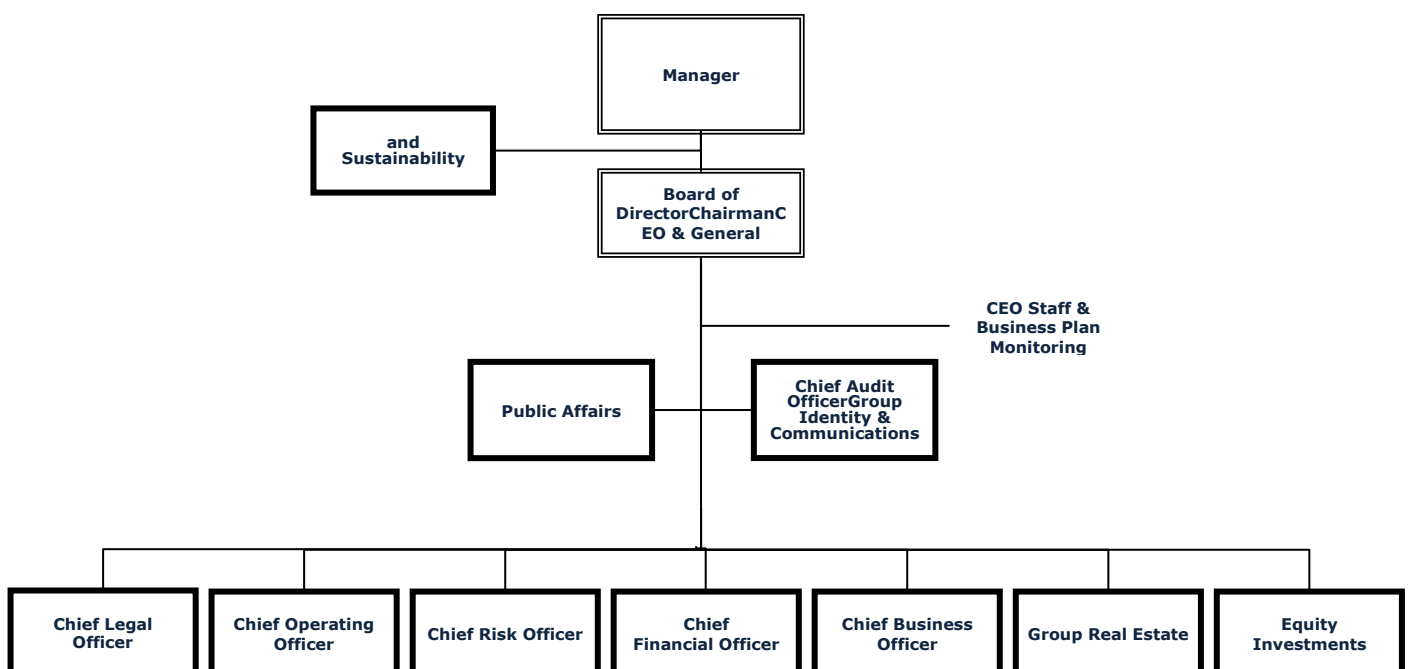 Manager
and
Sustainability
Board of
DirectorChairmanC
EO & General
CEO Staff &
Business Plan
Monitoring
Public Affairs
Chief Audit
OfficerGroup
Identity &
Communications
Chief Legal
Officer
Chief Operating
Officer
Chief Risk Officer
Chief
Financial Officer
Chief Business
Officer
Group Real Estate
Equity
Investments